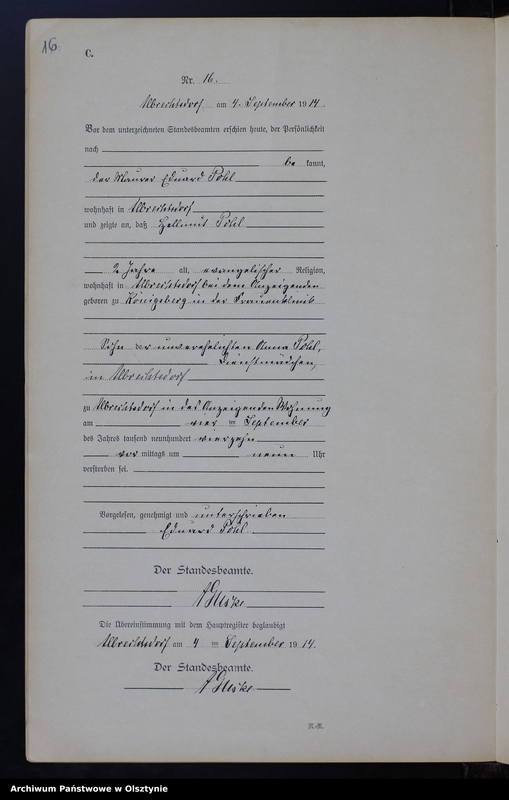 16.
C.
Nr. 16.
Albrechtsdorf am 4. September 1914.
Vor dem unterzeichneten Standesbeamten erschien heute, der Persönlichkeit
nach
be kannt,
der Maurer Eduard Pohl
wohnhaft in Albrechtsdorf
und zeigte an, daß Hellmut Pohl
2 Jahre alt, evangelischer Religion,
wohnhaft in Albrechtsdorf bei dem Anzeigenden
geboren zu Königsberg in der Frauenklinik
Sohn der unverehelichten Anna Pohl,
Dienstmädchen,
in Albrechtsdorf
zu Albrechtsdorf in des Anzeigenden Wohnung
am vier ten September
des Jahres tausend neunhundert vierzehn
vor mittags um neun Uhr
verstorben sei.
Vorgelesen, genehmigt und unterschrieben
Eduard Pohl
Der Standesbeamte.
Die Übereinstimmung mit dem Hauptregister beglaubigt
Albrechtsdorf am 4 ten September 1914.
Der Standesbeamte.
Archiwum Państwowe w Olsztynie